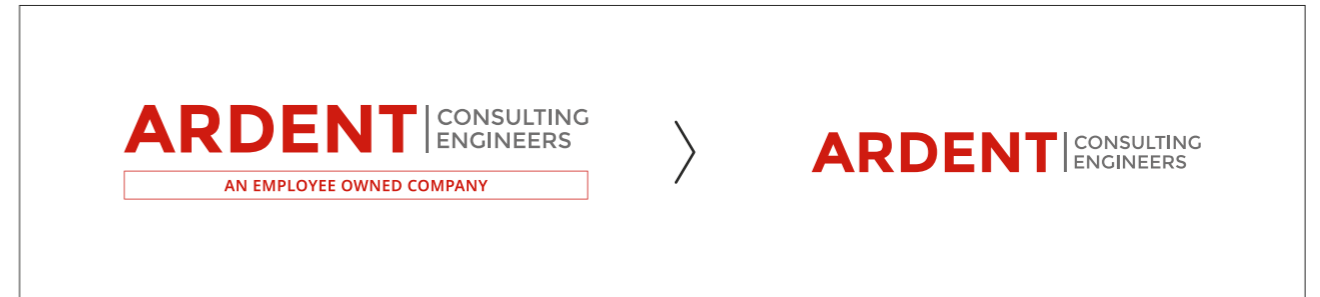 ARDENT CONSULTING
ENGINEERS
AN EMPLOYEE OWNED COMPANY
ARDENT CONSULTING
ENGINEERS